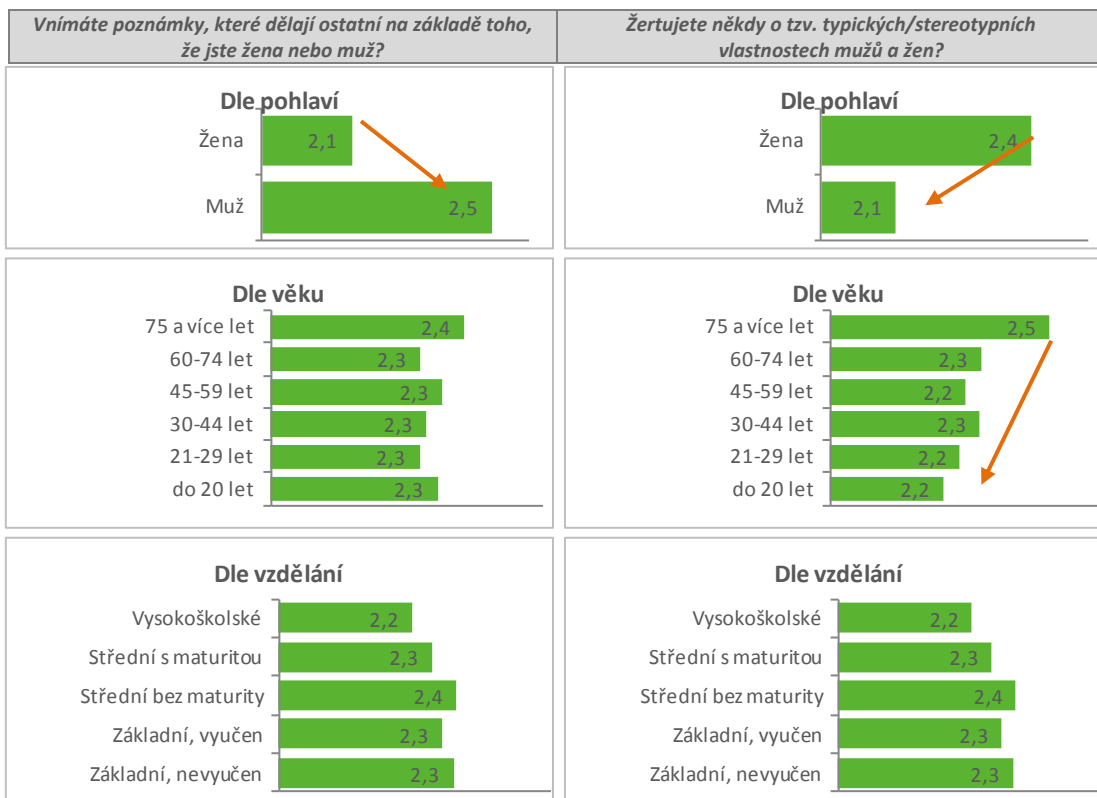 Vnímáte poznámky, které dělají ostatní na základě toho,
že jste žena nebo muž?
Žertujete někdy o tzv. typických/stereotypních
vlastnostech mužů a žen?
Dle pohlaví
Žena 2,1
Muž 2,5
Dle pohlaví
Žena 2,4
Muž 2,1
Dle věku
75 a více let 2,4
60-74 let 2,3
45-59 let 2,3
30-44 let 2,3
21-29 let 2,3
do 20 let 2,3
Dle věku
75 a více let 2,5
60-74 let 2,3
45-59 let 2,2
30-44 let 2,3
21-29 let 2,2
do 20 let 2,2
Dle vzdělání
Vysokoškolské 2,2
Střední s maturitou 2,3
Střední bez maturity 2,4
Základní, vyučen 2,3
Základní, nevyučen 2,3
Dle vzdělání
Vysokoškolské 2,2
Střední s maturitou 2,3
Střední bez maturity 2,4
Základní, vyučen 2,3
Základní, nevyučen 2,3